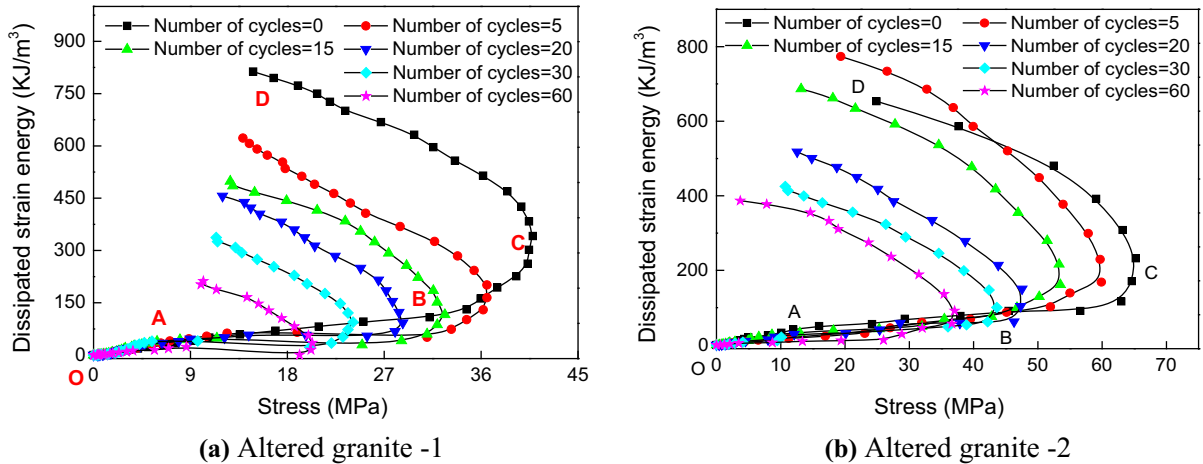 (a)
Number of cycles=0 Number of cycles=5
Number of cycles=15 Number of cycles=20
Number of cycles=30
Number of cycles=60
Dissipated strain energy (KJ/m³)
900
750
600
450
300
150
0
D
C
B
A
O
0 9 18 27 36 45
Stress (MPa)
(a) Altered granite -1
(b)
Number of cycles=0 Number of cycles=5
Number of cycles=15 Number of cycles=20
Number of cycles=30
Number of cycles=60
Dissipated strain energy (KJ/m³)
800
600
400
200
0
D
C
A
B
O
0 10 20 30 40 50 60 70
Stress (MPa)
(b) Altered granite -2